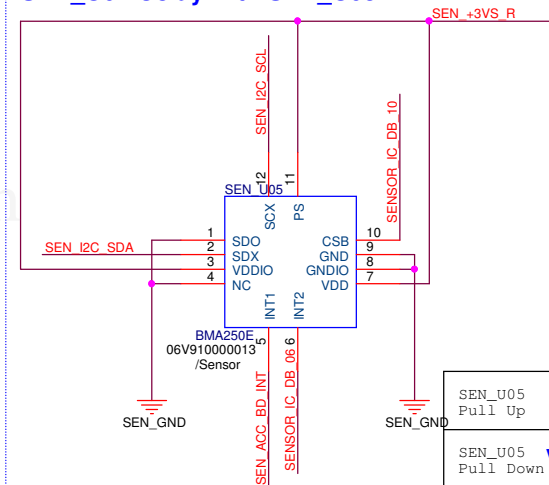 SEN_+3VS_R
SEN_I2C_SCL
SENSOR_IC_DB_10
12
11
SEN_U05
SCX
PS
1
SDO
CSB
10
SEN_I2C_SDA
2
SDX
GND
9
3
VDDIO
GNDIO
8
4
NC
VDD
7
INT1
INT2
BMA250E
5
6
06V910000013
/Sensor
SEN_ACC_BD_INT
SENSOR_IC_DB_06
SEN_GND
SEN_GND
SEN_U05
Pull Up
SEN_U05
Pull Down